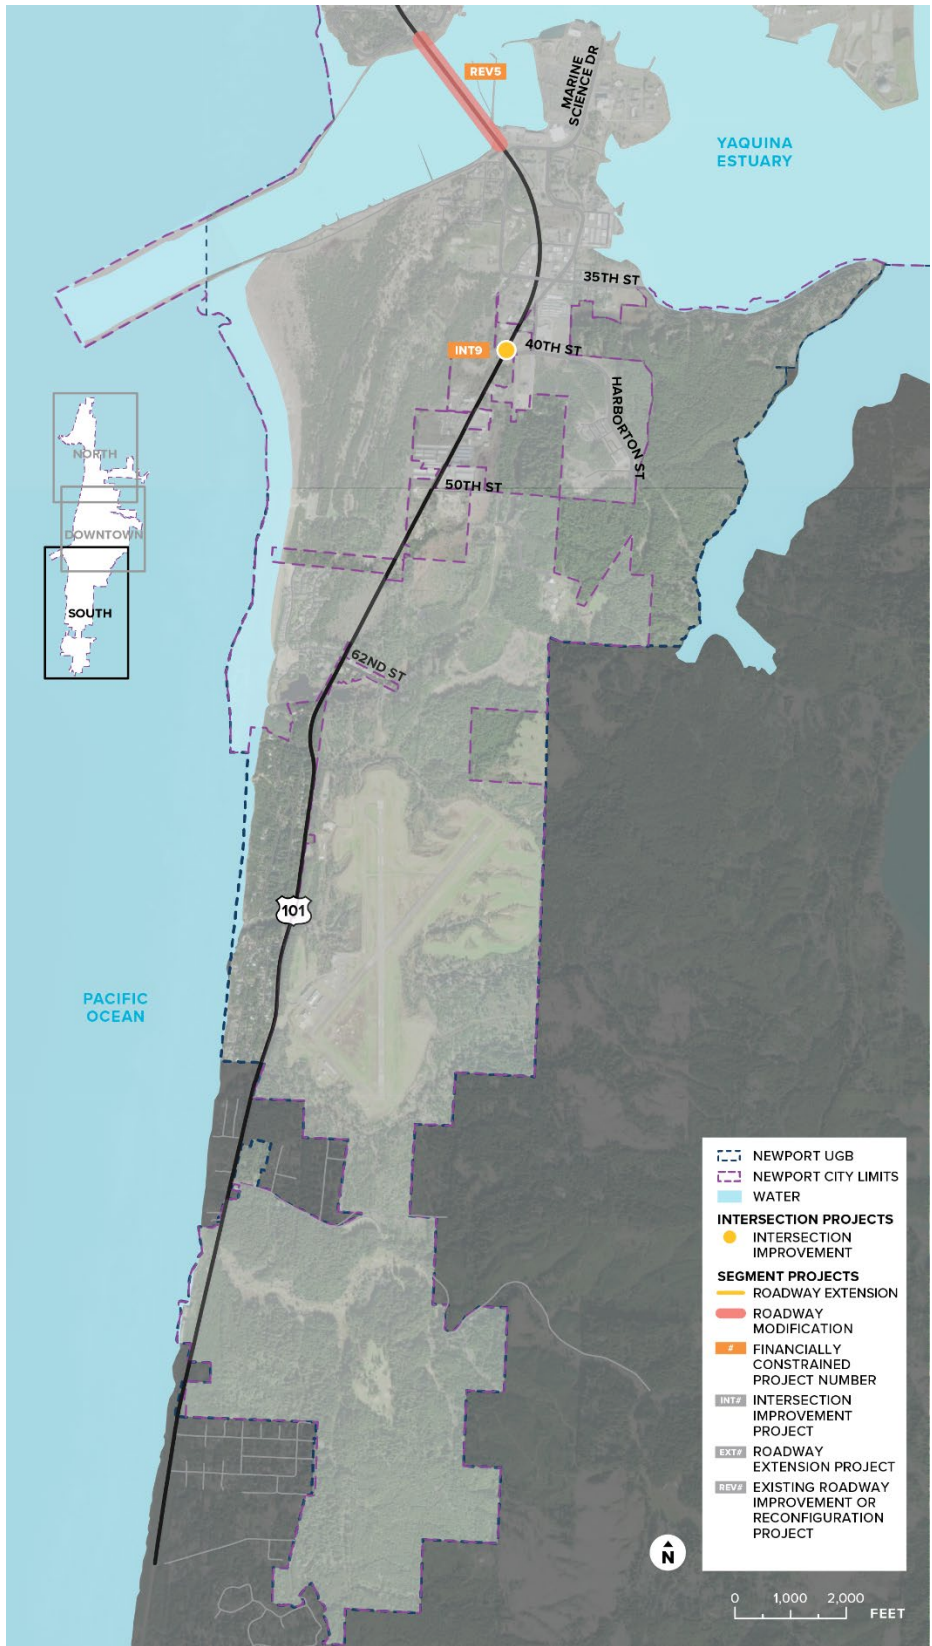 REV5
MARINE
SCIENCE DR
YAQUINA
ESTUARY
35TH ST
INT9
40TH ST
HARBORTON ST
NORTH
50TH ST
DOWNTOWN
SOUTH
62ND ST
101
PACIFIC
OCEAN
NEWPORT UGB
NEWPORT CITY LIMITS
WATER
INTERSECTION PROJECTS
INTERSECTION
IMPROVEMENT
SEGMENT PROJECTS
ROADWAY EXTENSION
ROADWAY
MODIFICATION
# FINANCIALLY
CONSTRAINED
PROJECT NUMBER
INT# INTERSECTION
IMPROVEMENT
PROJECT
EXT# ROADWAY
EXTENSION PROJECT
REV# EXISTING ROADWAY
IMPROVEMENT OR
RECONFIGURATION
PROJECT
N
0 1,000 2,000
FEET